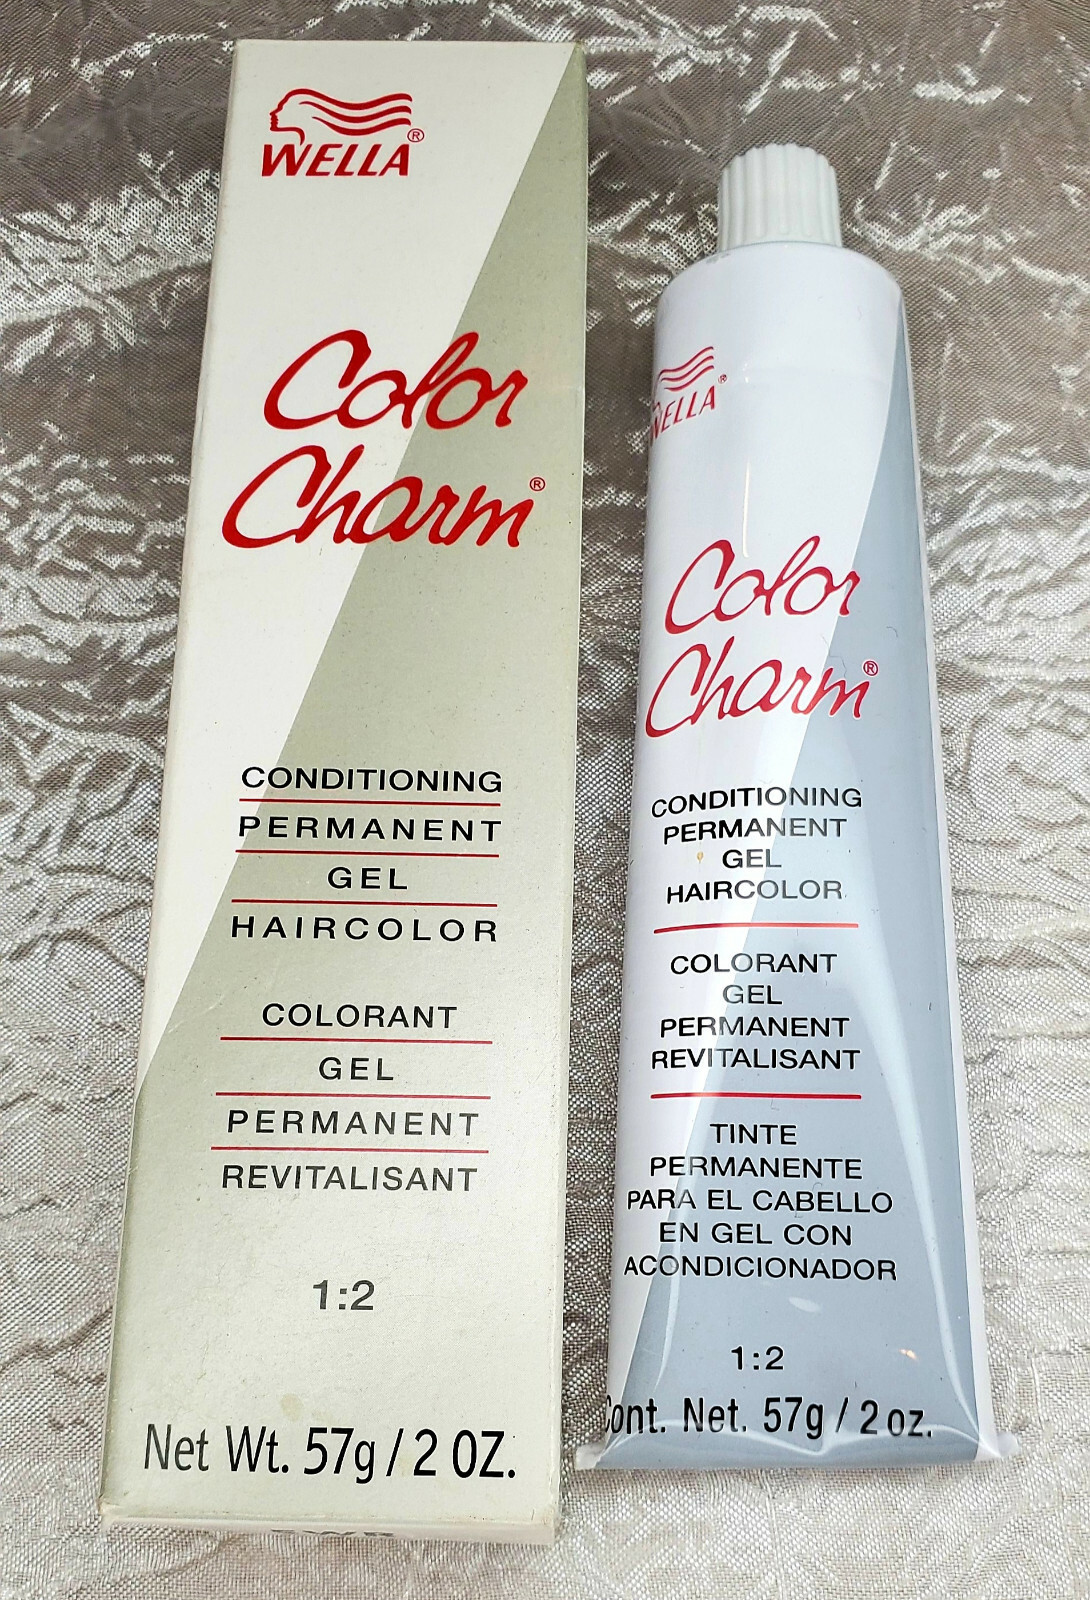 WELLA®
Color
Charm®
CONDITIONING
PERMANENT
GEL
HAIRCOLOR
COLORANT
GEL
PERMANENT
REVITALISANT
1:2
Net Wt. 57g / 2 OZ.
WELLA®
Color
Charm®
CONDITIONING
PERMANENT
GEL
HAIRCOLOR
COLORANT
GEL
PERMANENT
REVITALISANT
TINTE
PERMANENTE
PARA EL CABELLO
EN GEL CON
ACONDICIONADOR
1:2
Cont. Net. 57g / 2 oz.